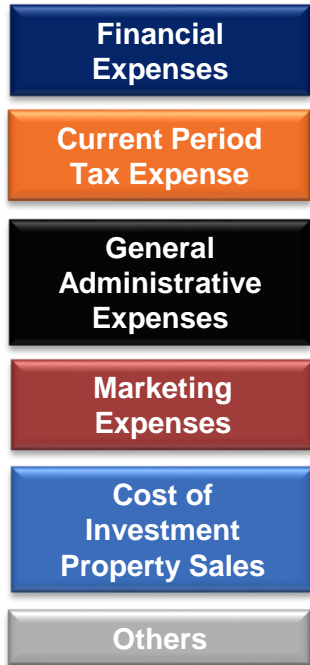 Financial
Expenses
Current Period
Tax Expense
General
Administrative
Expenses
Marketing
Expenses
Cost of
Investment
Property Sales
Others